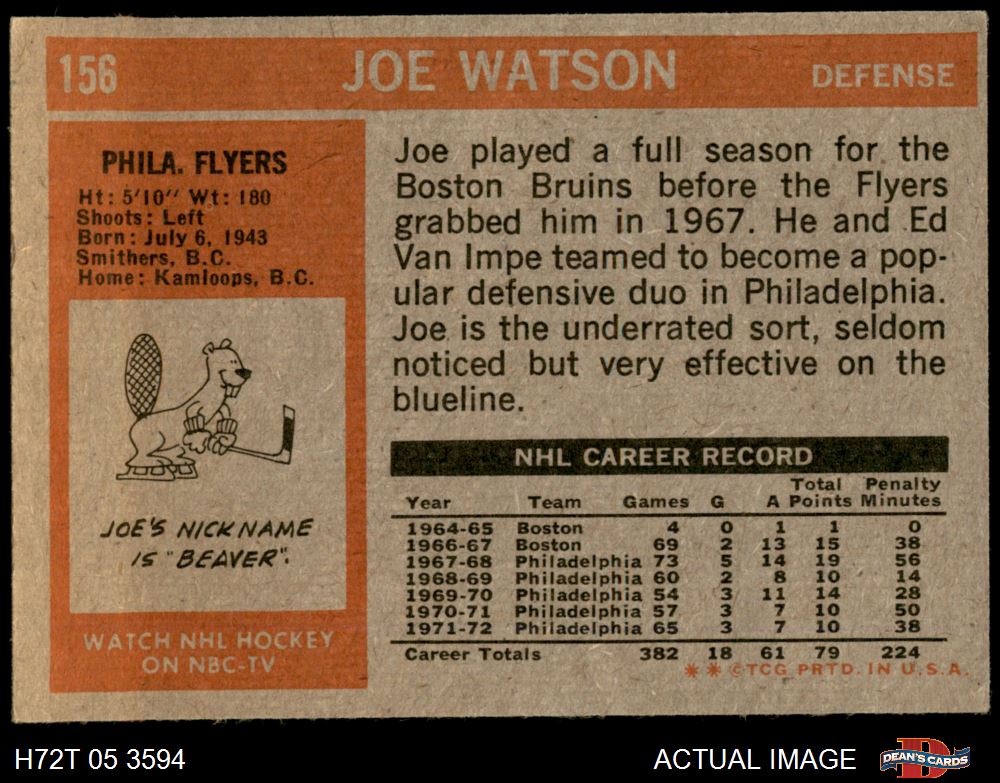 156 JOE WATSON DEFENSE
PHILA. FLYERS
Ht: 5'10" Wt: 180
Shoots: Left
Born: July 6, 1943
Smithers, B.C.
Home: Kamloops, B.C.
JOE'S NICKNAME
IS "BEAVER".
WATCH NHL HOCKEY
ON NBC-TV
Joe played a full season for the
Boston Bruins before the Flyers
grabbed him in 1967. He and Ed
Van Impe teamed to become a pop-
ular defensive duo in Philadelphia.
Joe is the underrated sort, seldom
noticed but very effective on the
blueline.
NHL CAREER RECORD
Total Penalty
Year Team Games G A Points Minutes
1964-65 Boston 4 0 1 1 0
1966-67 Boston 69 2 13 15 38
1967-68 Philadelphia 73 5 14 19 56
1968-69 Philadelphia 60 2 8 10 14
1969-70 Philadelphia 54 3 11 14 28
1970-71 Philadelphia 57 3 7 10 50
1971-72 Philadelphia 65 3 7 10 38
Career Totals 382 18 61 79 224
* * ©TCG PRTD. IN U.S.A.
H72T 05 3594 ACTUAL IMAGE D DEAN'S CARDS